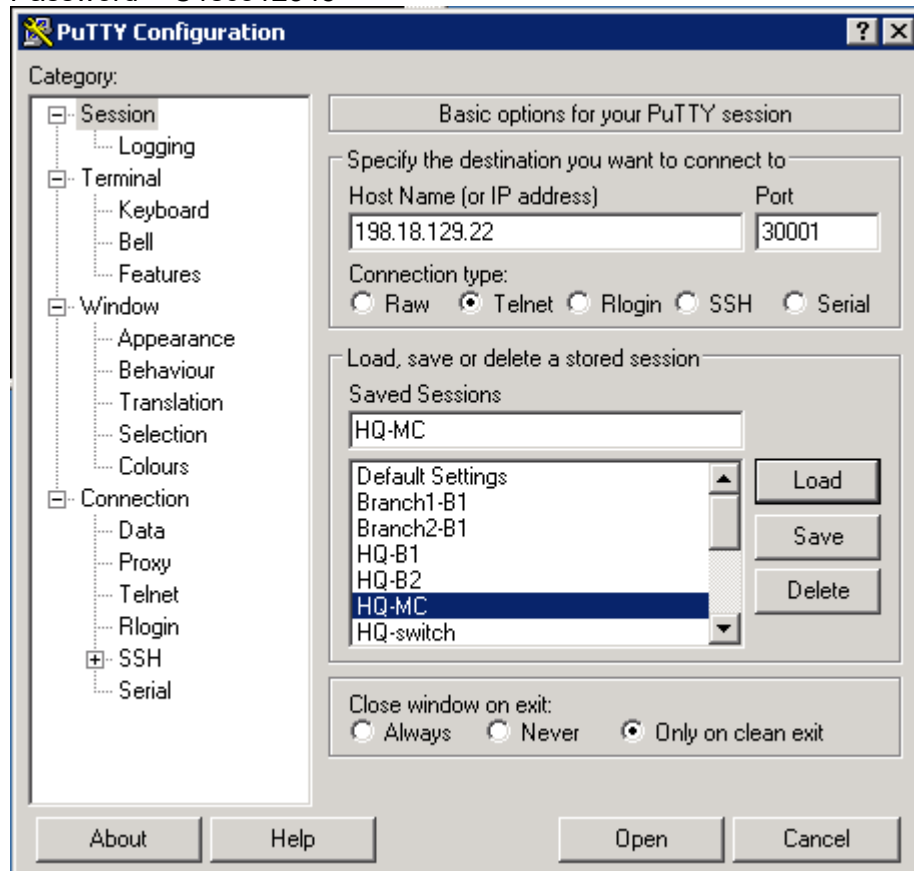 PuTTY Configuration
Category:
Session
Logging
Terminal
Keyboard
Bell
Features
Window
Appearance
Behaviour
Translation
Selection
Colours
Connection
Data
Proxy
Telnet
Rlogin
SSH
Serial
Basic options for your PuTTY session
Specify the destination you want to connect to
Host Name (or IP address) Port
198.18.129.22 30001
Connection type:
Raw Telnet Rlogin SSH Serial
Load, save or delete a stored session
Saved Sessions
HQ-MC
Default Settings
Branch1-B1
Branch2-B1
HQ-B1
HQ-B2
HQ-MC
HQ-switch
Load
Save
Delete
Close window on exit:
Always Never Only on clean exit
About Help Open Cancel